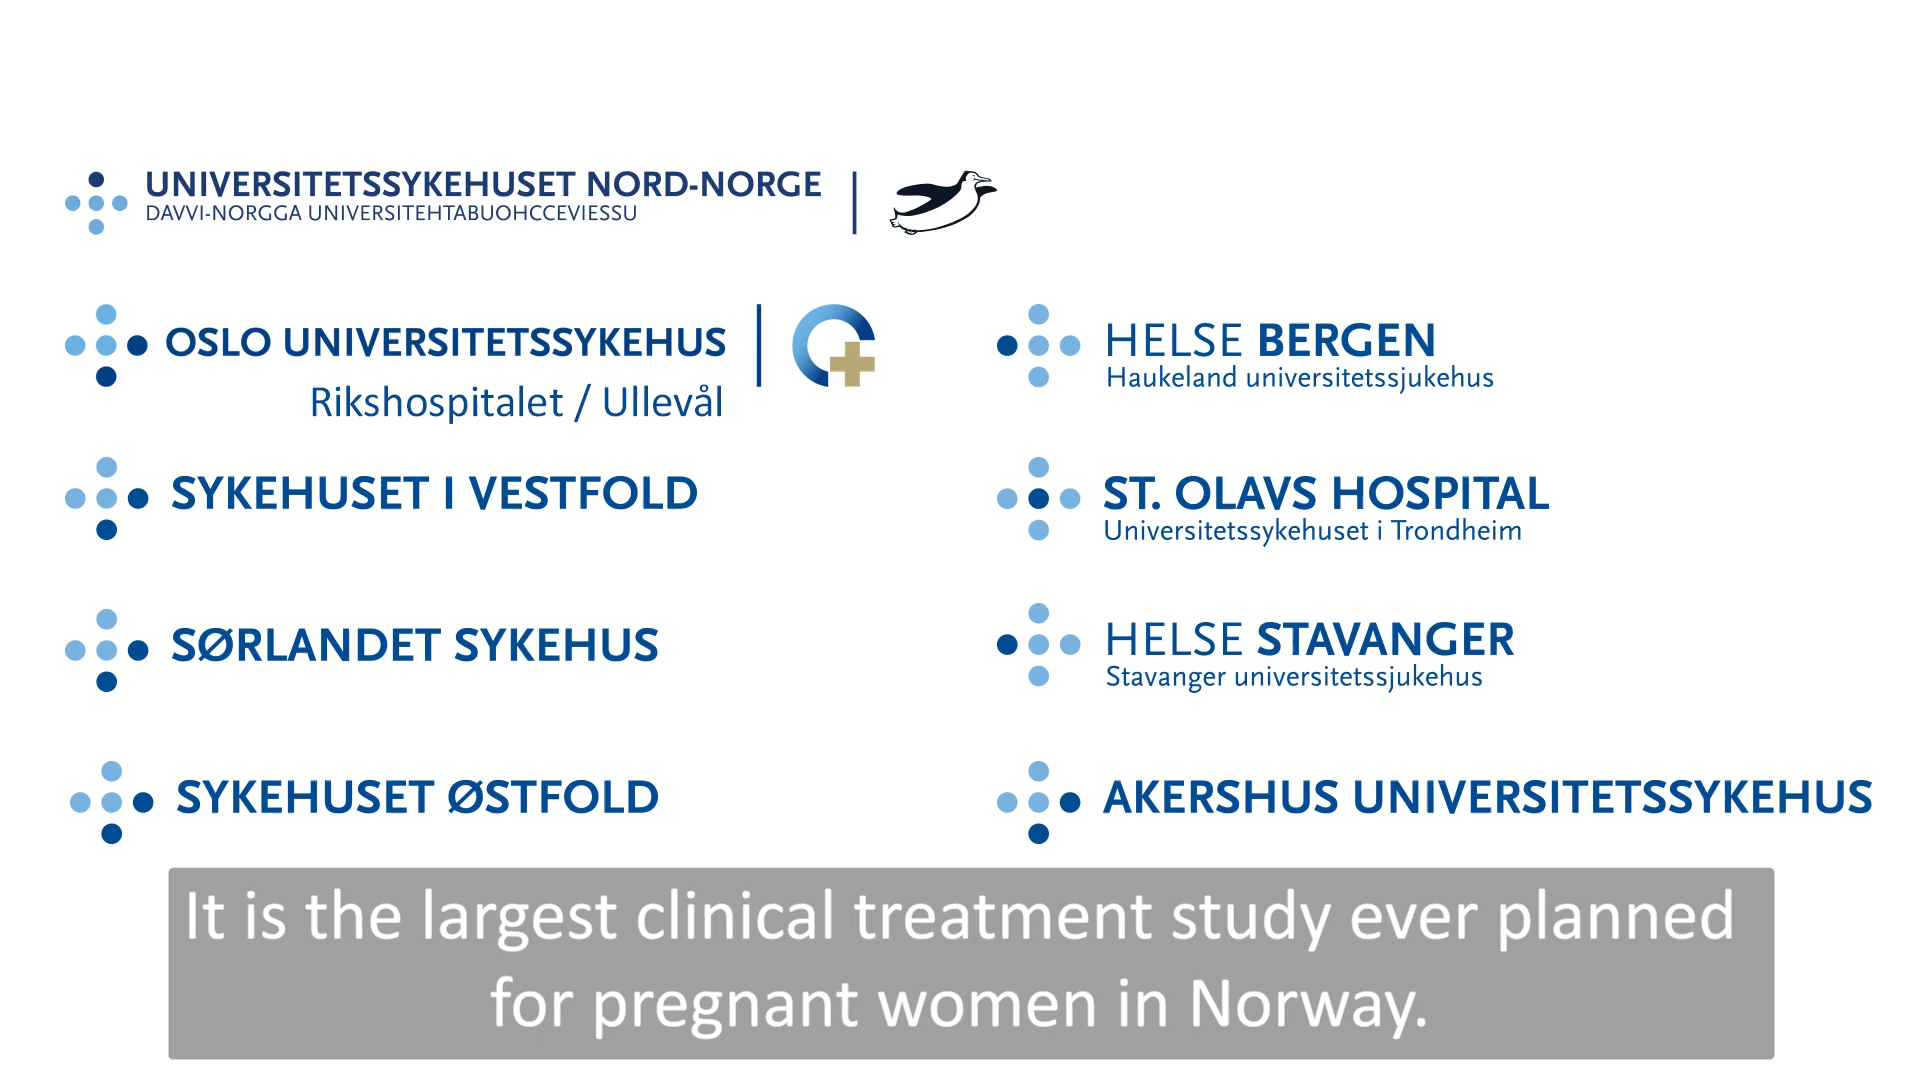 UNIVERSITETSSYKEHUSET NORD-NORGE
DAVVI-NORGGA UNIVERSITEHTABUOHCCEVIESSU
OSLO UNIVERSITETSSYKEHUS
Rikshospitalet / Ullevål
HELSE BERGEN
Haukeland universitetssjukehus
SYKEHUSET I VESTFOLD
ST. OLAVS HOSPITAL
Universitetssykehuset i Trondheim
SØRLANDET SYKEHUS
HELSE STAVANGER
Stavanger universitetssjukehus
SYKEHUSET ØSTFOLD
AKERSHUS UNIVERSITETSSYKEHUS
It is the largest clinical treatment study ever planned
for pregnant women in Norway.